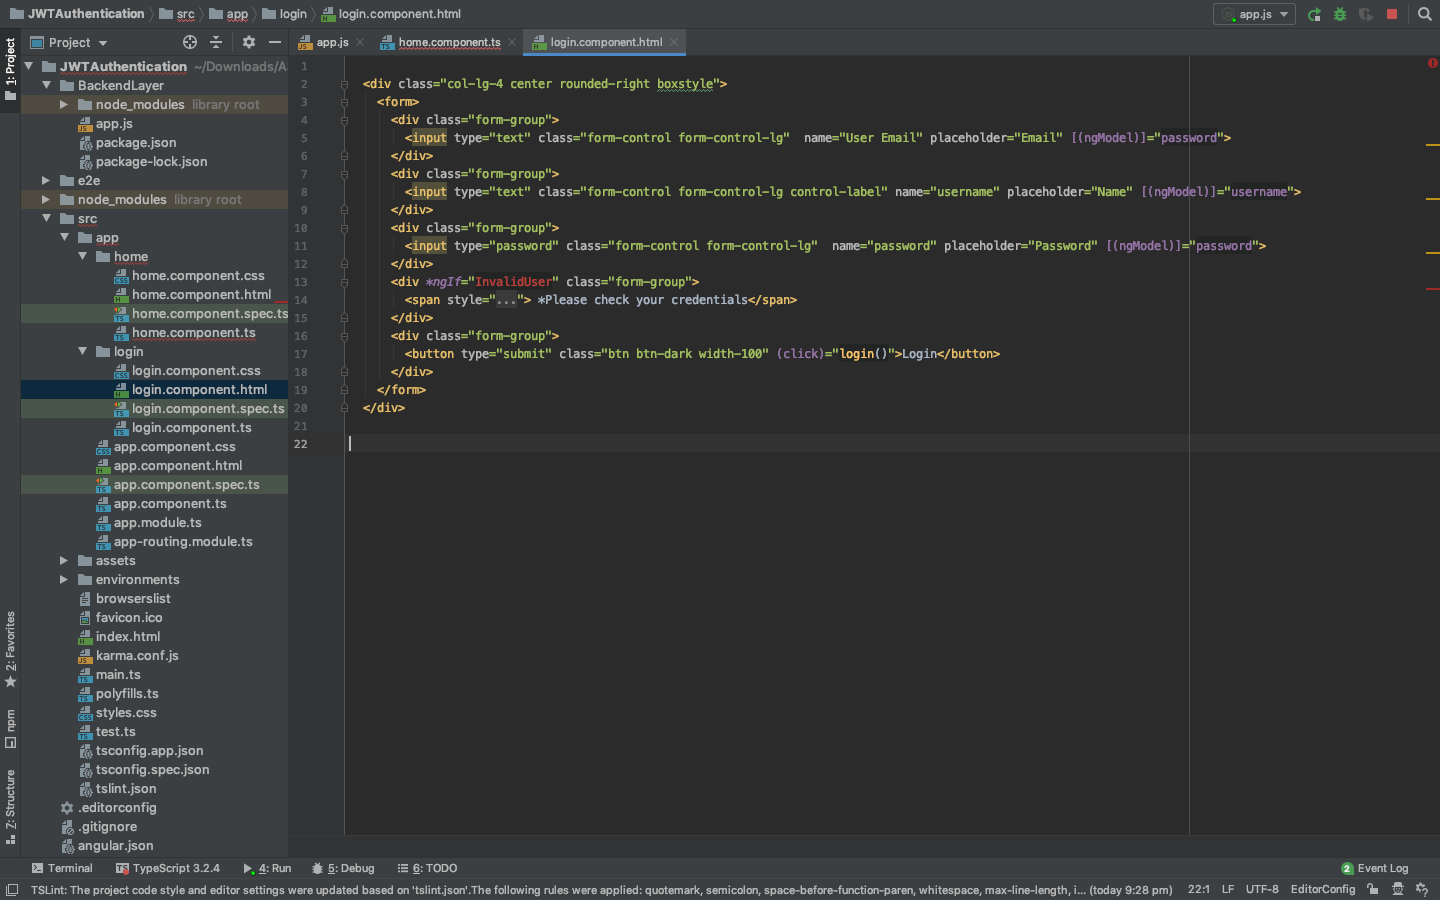 JWTAuthentication src app login login.component.html app.js
1: Project
Project
app.js home.component.ts login.component.html
JWTAuthentication ~/Downloads/A
BackendLayer
node_modules library root
app.js
package.json
package-lock.json
e2e
node_modules library root
src
app
home
home.component.css
home.component.html
home.component.spec.ts
home.component.ts
login
login.component.css
login.component.html
login.component.spec.ts
login.component.ts
app.component.css
app.component.html
app.component.spec.ts
app.component.ts
app.module.ts
app-routing.module.ts
assets
environments
browserslist
favicon.ico
index.html
karma.conf.js
main.ts
polyfills.ts
styles.css
test.ts
tsconfig.app.json
tsconfig.spec.json
tslint.json
.editorconfig
.gitignore
angular.json
1
2 <div class="col-lg-4 center rounded-right boxstyle">
3 <form>
4 <div class="form-group">
5 <input type="text" class="form-control form-control-lg"  name="User Email" placeholder="Email" [(ngModel)]="password">
6 </div>
7 <div class="form-group">
8 <input type="text" class="form-control form-control-lg control-label" name="username" placeholder="Name" [(ngModel)]="username">
9 </div>
10 <div class="form-group">
11 <input type="password" class="form-control form-control-lg"  name="password" placeholder="Password" [(ngModel)]="password">
12 </div>
13 <div *ngIf="InvalidUser" class="form-group">
14 <span style="..."> *Please check your credentials</span>
15 </div>
16 <div class="form-group">
17 <button type="submit" class="btn btn-dark width-100" (click)="login()">Login</button>
18 </div>
19 </form>
20 </div>
21
22
2: Favorites
npm
7: Structure
Terminal TypeScript 3.2.4 4: Run 5: Debug 6: TODO 2 Event Log
TSLint: The project code style and editor settings were updated based on 'tslint.json'.The following rules were applied: quotemark, semicolon, space-before-function-paren, whitespace, max-line-length, i... (today 9:28 pm) 22:1 LF UTF-8 EditorConfig